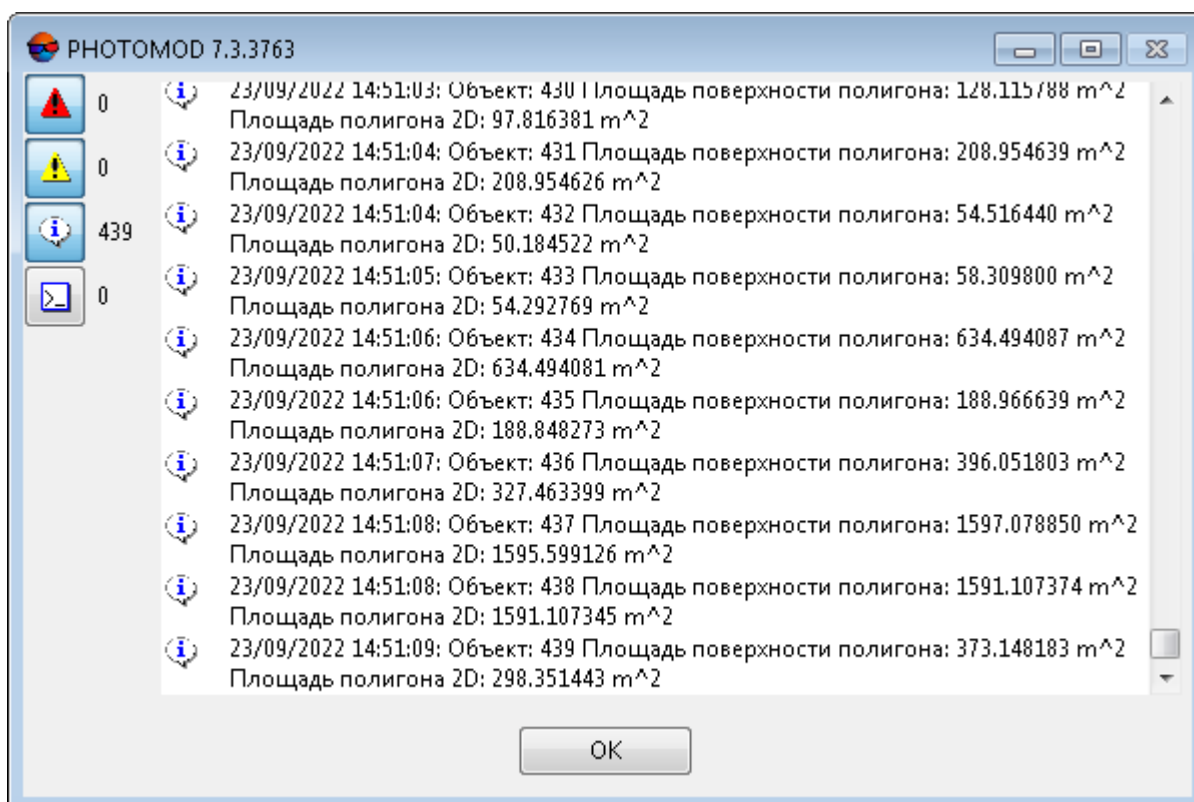 PHOTOMOD 7.3.3763
0
0
439
0
23/09/2022 14:51:03: Объект: 430 Площадь поверхности полигона: 128.115788 m^2
Площадь полигона 2D: 97.816381 m^2
23/09/2022 14:51:04: Объект: 431 Площадь поверхности полигона: 208.954639 m^2
Площадь полигона 2D: 208.954626 m^2
23/09/2022 14:51:04: Объект: 432 Площадь поверхности полигона: 54.516440 m^2
Площадь полигона 2D: 50.184522 m^2
23/09/2022 14:51:05: Объект: 433 Площадь поверхности полигона: 58.309800 m^2
Площадь полигона 2D: 54.292769 m^2
23/09/2022 14:51:06: Объект: 434 Площадь поверхности полигона: 634.494087 m^2
Площадь полигона 2D: 634.494081 m^2
23/09/2022 14:51:06: Объект: 435 Площадь поверхности полигона: 188.966639 m^2
Площадь полигона 2D: 188.848273 m^2
23/09/2022 14:51:07: Объект: 436 Площадь поверхности полигона: 396.051803 m^2
Площадь полигона 2D: 327.463399 m^2
23/09/2022 14:51:08: Объект: 437 Площадь поверхности полигона: 1597.078850 m^2
Площадь полигона 2D: 1595.599126 m^2
23/09/2022 14:51:08: Объект: 438 Площадь поверхности полигона: 1591.107374 m^2
Площадь полигона 2D: 1591.107345 m^2
23/09/2022 14:51:09: Объект: 439 Площадь поверхности полигона: 373.148183 m^2
Площадь полигона 2D: 298.351443 m^2
OK